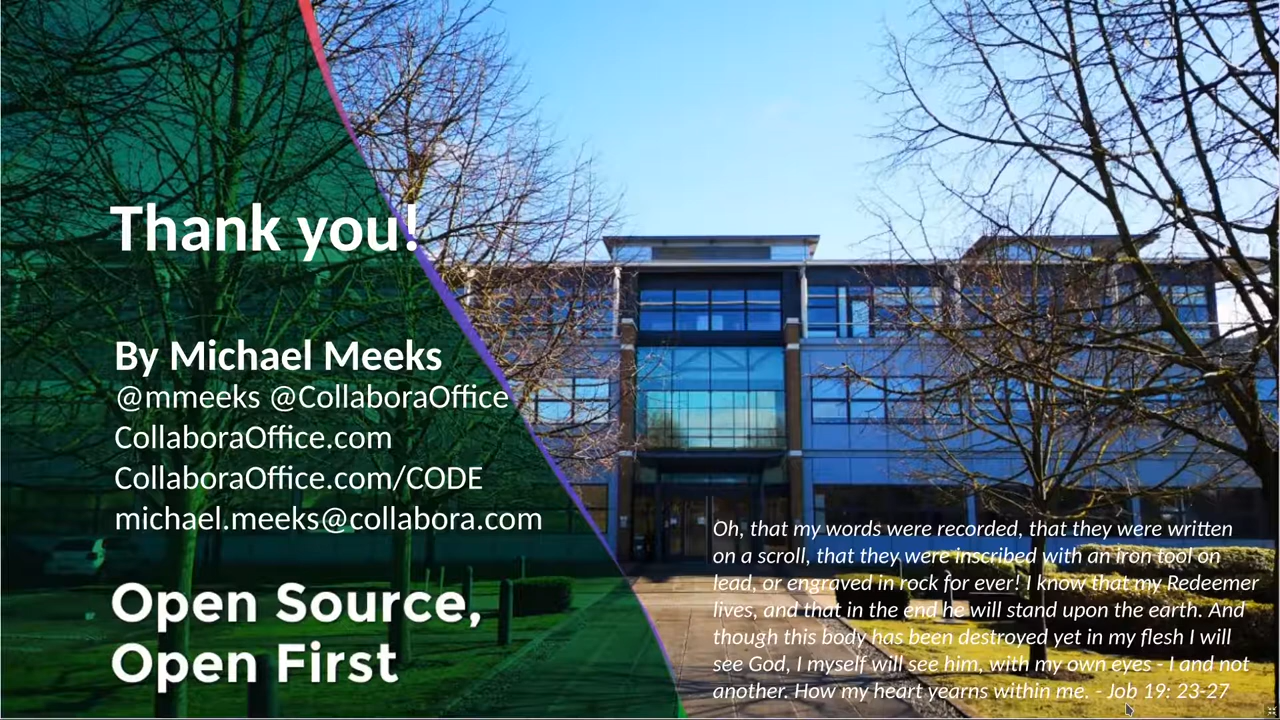 Thank you!
By Michael Meeks
@mmeeks @CollaboraOffice
CollaboraOffice.com
CollaboraOffice.com/CODE
michael.meeks@collabora.com
Open Source,
Open First
Oh, that my words were recorded, that they were written
on a scroll, that they were inscribed with an iron tool on
lead, or engraved in rock for ever! I know that my Redeemer
lives, and that in the end he will stand upon the earth. And
though this body has been destroyed yet in my flesh I will
see God, I myself will see him, with my own eyes - I and not
another. How my heart yearns within me. - Job 19: 23-27